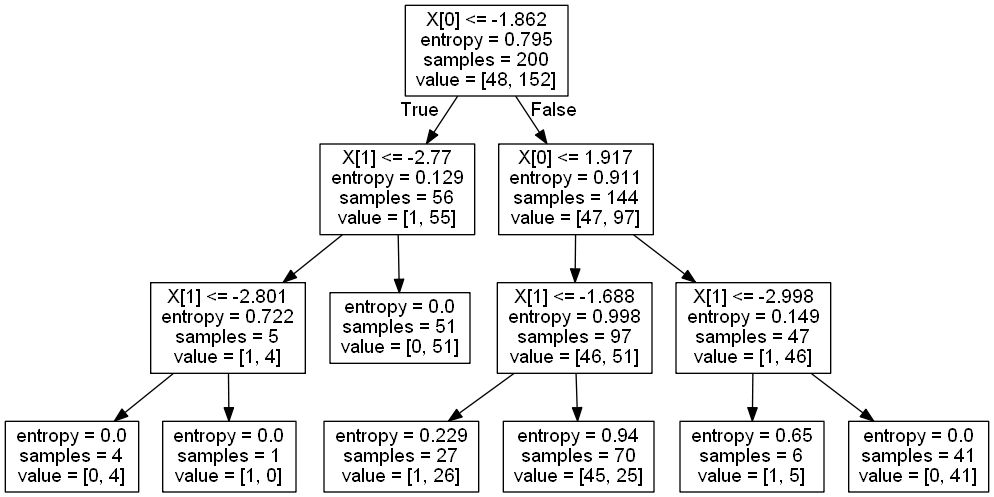 X[0] <= -1.862
entropy = 0.795
samples = 200
value = [48, 152]
True
False
X[1] <= -2.77
entropy = 0.129
samples = 56
value = [1, 55]
X[0] <= 1.917
entropy = 0.911
samples = 144
value = [47, 97]
X[1] <= -2.801
entropy = 0.722
samples = 5
value = [1, 4]
entropy = 0.0
samples = 51
value = [0, 51]
X[1] <= -1.688
entropy = 0.998
samples = 97
value = [46, 51]
X[1] <= -2.998
entropy = 0.149
samples = 47
value = [1, 46]
entropy = 0.0
samples = 4
value = [0, 4]
entropy = 0.0
samples = 1
value = [1, 0]
entropy = 0.229
samples = 27
value = [1, 26]
entropy = 0.94
samples = 70
value = [45, 25]
entropy = 0.65
samples = 6
value = [1, 5]
entropy = 0.0
samples = 41
value = [0, 41]